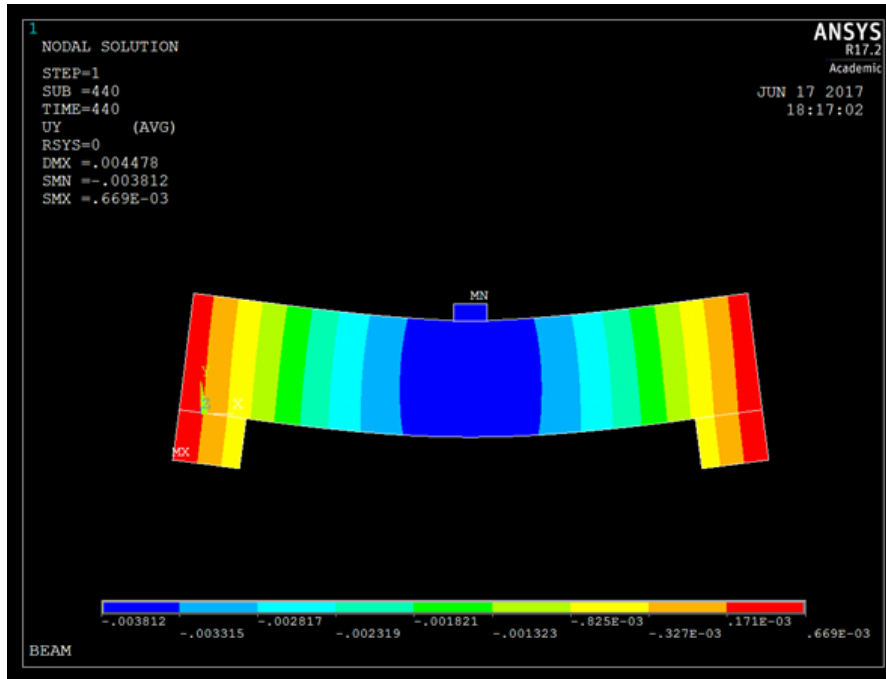 1
NODAL SOLUTION
STEP=1
SUB =440
TIME=440
UY (AVG)
RSYS=0
DMX =.004478
SMN =-.003812
SMX =.669E-03
ANSYS
R17.2
Academic
JUN 17 2017
18:17:02
MN
Y
Z X
MX
-.003812 -.002817 -.001821 -.825E-03 .171E-03
-.003315 -.002319 -.001323 -.327E-03 .669E-03
BEAM